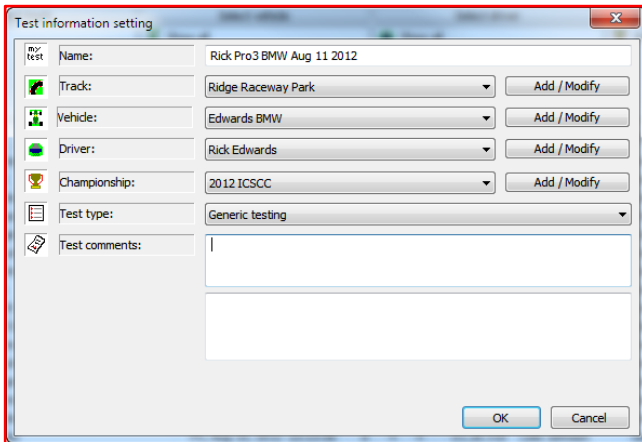 Test information setting
my test Name: Rick Pro3 BMW Aug 11 2012
Track: Ridge Raceway Park Add / Modify
Vehicle: Edwards BMW Add / Modify
Driver: Rick Edwards Add / Modify
Championship: 2012 ICSCC Add / Modify
Test type: Generic testing
Test comments:
OK Cancel